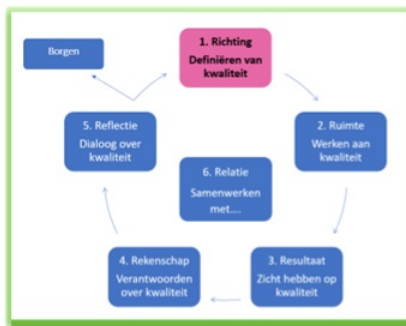 Borgen
1. Richting
Definiëren van
kwaliteit
2. Ruimte
Werken aan
kwaliteit
3. Resultaat
Zicht hebben op
kwaliteit
4. Rekenschap
Verantwoorden
over kwaliteit
5. Reflectie
Dialoog over
kwaliteit
6. Relatie
Samenwerken
met....